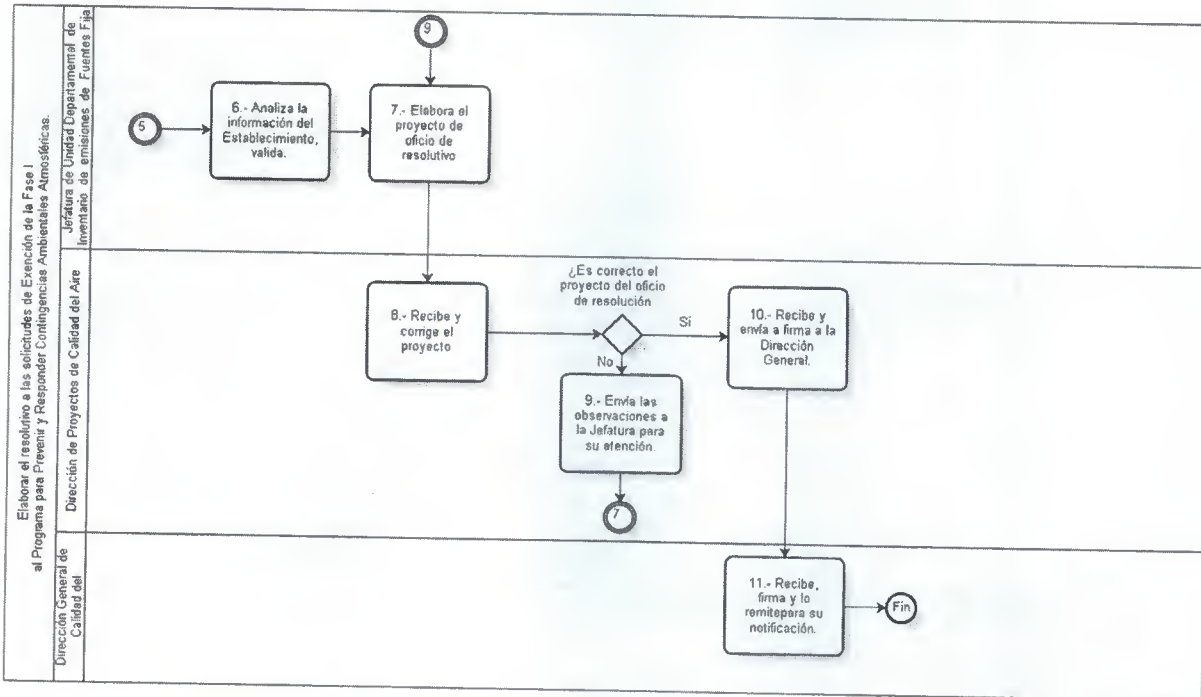 Elaborar el resolutivo a las solicitudes de Exención de la Fase I
al Programa para Prevenir y Responder Contingencias Ambientales Atmosféricas.
Jefatura de Unidad Departamental de
Inventario de emisiones de Fuentes Fija
9
5
6.- Analiza la
información del
Establecimiento,
valida.
7.- Elabora el
proyecto de
oficio de
resolutivo
Dirección de Proyectos de Calidad del Aire
8.- Recibe y
corrige el
proyecto
¿Es correcto el
proyecto del oficio
de resolución
Sí
No
10.- Recibe y
envía a firma a la
Dirección
General.
9.- Envía las
observaciones a
la Jefatura para
su atención.
7
Dirección General de
Calidad del
11.- Recibe,
firma y lo
remitepara su
notificación.
Fin